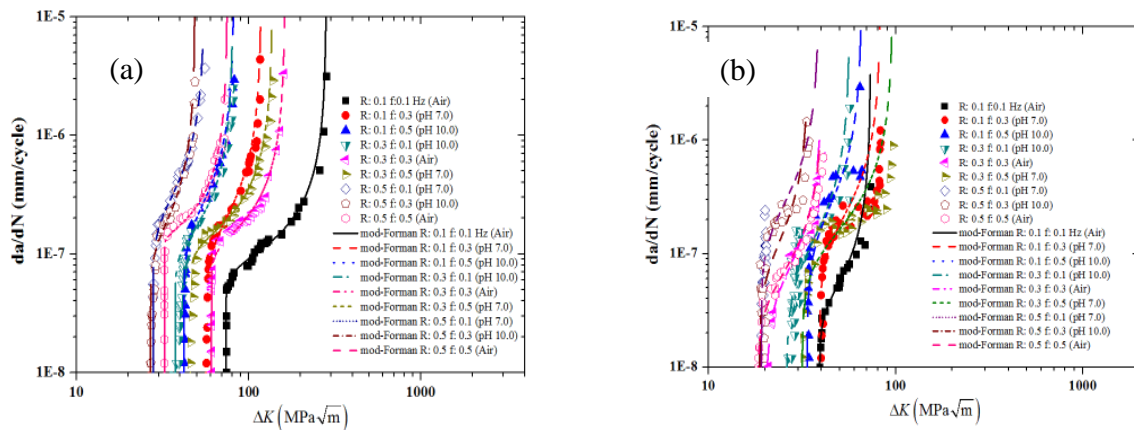 (a)
da/dN (mm/cycle)
1E-5
1E-6
1E-7
1E-8
R: 0.1 f:0.1 Hz (Air)
R: 0.1 f: 0.3 (pH 7.0)
R: 0.1 f: 0.5 (pH 10.0)
R: 0.3 f: 0.1 (pH 10.0)
R: 0.3 f: 0.3 (Air)
R: 0.3 f: 0.5 (pH 7.0)
R: 0.5 f: 0.1 (pH 7.0)
R: 0.5 f: 0.3 (pH 10.0)
R: 0.5 f: 0.5 (Air)
mod-Forman R: 0.1 f: 0.1 Hz (Air)
mod-Forman R: 0.1 f: 0.3 (pH 7.0)
mod-Forman R: 0.1 f: 0.5 (pH 10.0)
mod-Forman R: 0.3 f: 0.1 (pH 10.0)
mod-Forman R: 0.3 f: 0.3 (Air)
mod-Forman R: 0.3 f: 0.5 (pH 7.0)
mod-Forman R: 0.5 f: 0.1 (pH 7.0)
mod-Forman R: 0.5 f: 0.3 (pH 10.0)
mod-Forman R: 0.5 f: 0.5 (Air)
10 100 1000
ΔK (MPa√m)
(b)
da/dN (mm/cycle)
1E-5
1E-6
1E-7
1E-8
R: 0.1 f:0.1 Hz (Air)
R: 0.1 f: 0.3 (pH 7.0)
R: 0.1 f: 0.5 (pH 10.0)
R: 0.3 f: 0.1 (pH 10.0)
R: 0.3 f: 0.3 (Air)
R: 0.3 f: 0.5 (pH 7.0)
R: 0.5 f: 0.1 (pH 7.0)
R: 0.5 f: 0.3 (pH 10.0)
R: 0.5 f: 0.5 (Air)
mod-Forman R: 0.1 f: 0.1 Hz (Air)
mod-Forman R: 0.1 f: 0.3 (pH 7.0)
mod-Forman R: 0.1 f: 0.5 (pH 10.0)
mod-Forman R: 0.3 f: 0.1 (pH 10.0)
mod-Forman R: 0.3 f: 0.3 (Air)
mod-Forman R: 0.3 f: 0.5 (pH 7.0)
mod-Forman R: 0.5 f: 0.1 (pH 7.0)
mod-Forman R: 0.5 f: 0.3 (pH 10.0)
mod-Forman R: 0.5 f: 0.5 (Air)
10 100 1000
ΔK (MPa√m)